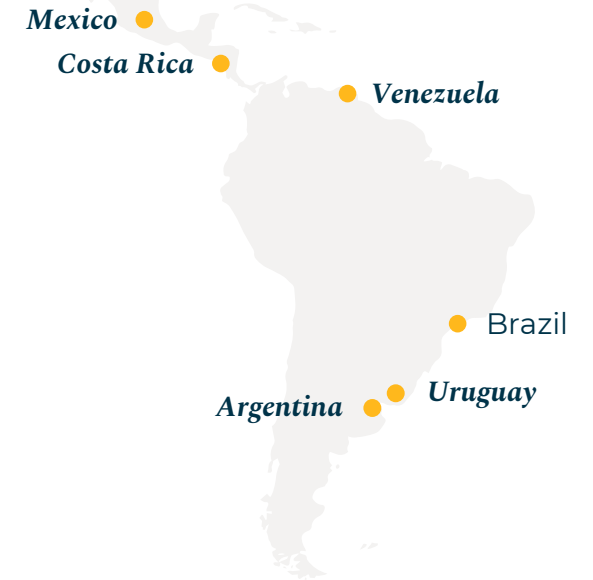 Mexico
Costa Rica
Venezuela
Brazil
Uruguay
Argentina